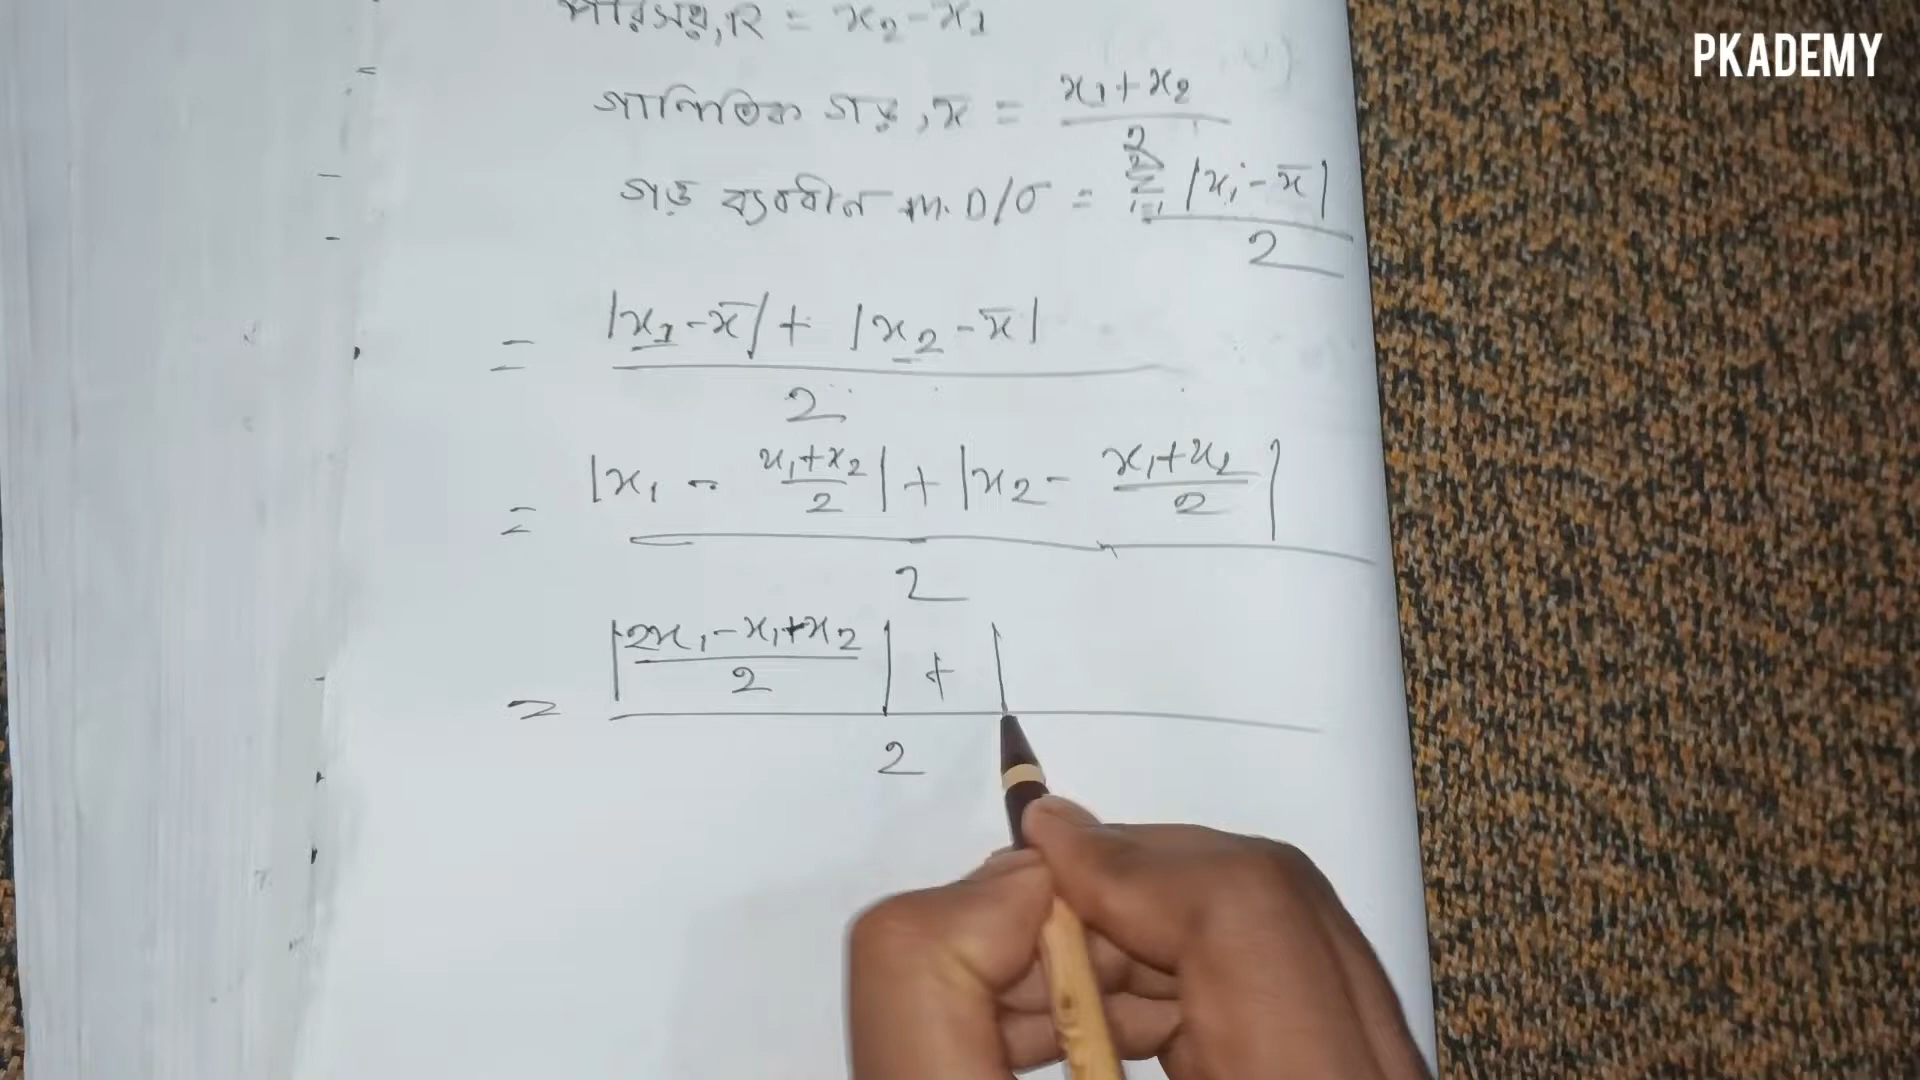 পরিসর, R = x₂ - x₁
PKADEMY
গাণিতিক গড়, x̄ = (x₁ + x₂)/2
গড় ব্যবধান M.D/σ = Σᵢ₌₁² |xᵢ - x̄| / 2
= (|x₁ - x̄| + |x₂ - x̄|)/2
= (|x₁ - (x₁+x₂)/2| + |x₂ - (x₁+x₂)/2|)/2
= (|(2x₁ - x₁ + x₂)/2| + |)/2